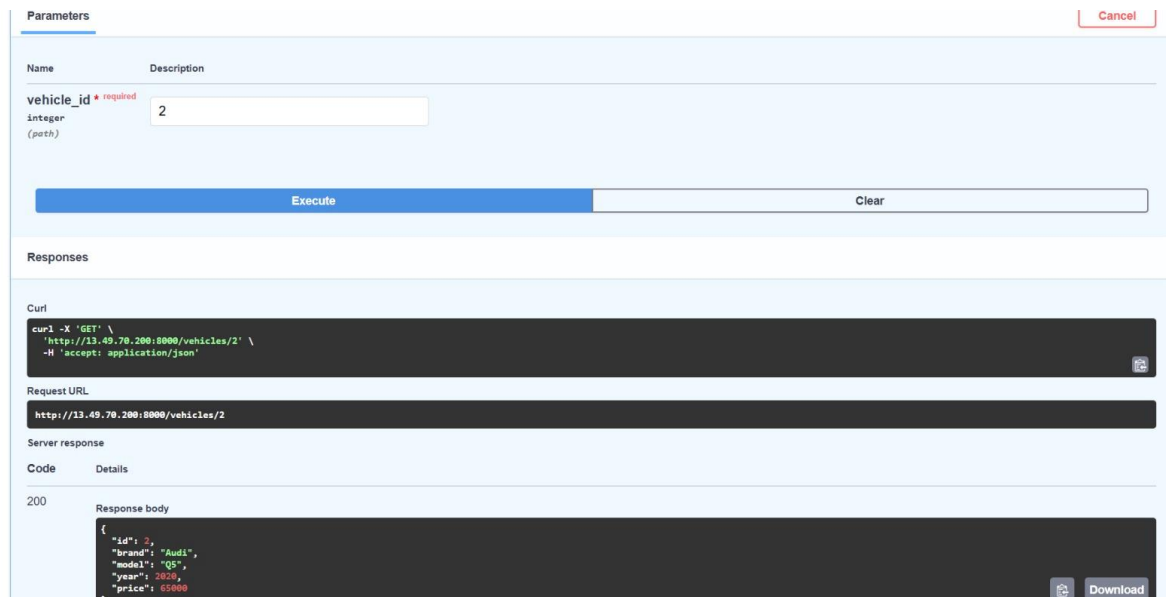 Parameters
Cancel
Name Description
vehicle_id * required
integer
(path)
2
Execute
Clear
Responses
Curl
curl -X 'GET' \
'http://13.49.70.200:8000/vehicles/2' \
-H 'accept: application/json'
Request URL
http://13.49.70.200:8000/vehicles/2
Server response
Code Details
200
Response body
{
"id": 2,
"brand": "Audi",
"model": "Q5",
"year": 2020,
"price": 65000
Download